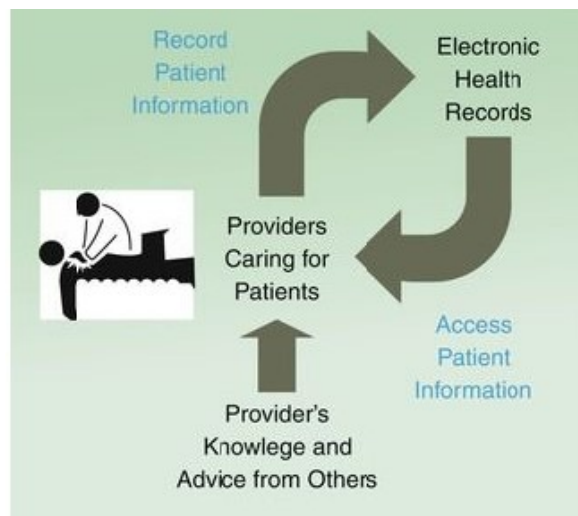 Record
Patient
Information
Electronic
Health
Records
Providers
Caring for
Patients
Access
Patient
Information
Provider's
Knowlege and
Advice from Others